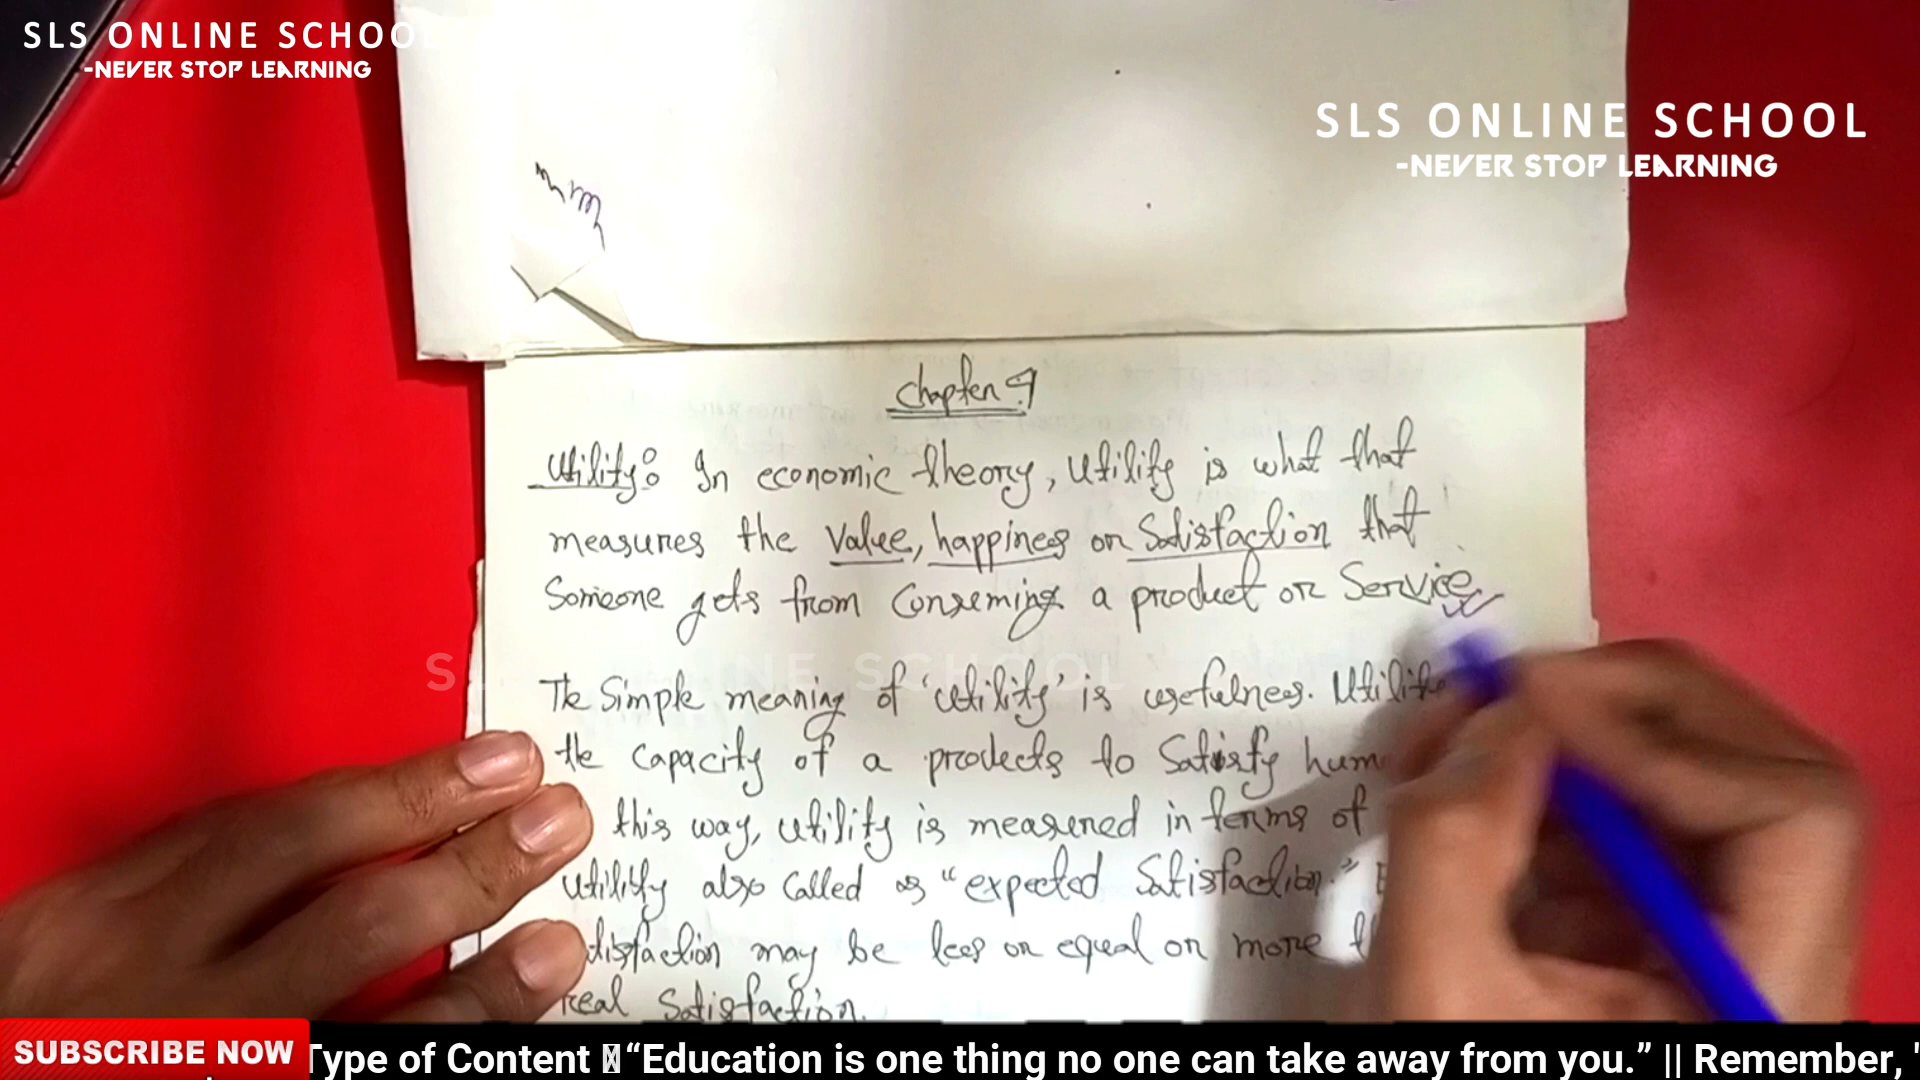 SLS ONLINE SCHOOL
-NEVER STOP LEARNING
SLS ONLINE SCHOOL
-NEVER STOP LEARNING
Chapter
Utility: In economic theory, Utility is what that
measures the Value, happiness or Satisfaction that
Someone gets from Consuming a product or Service
SLS ONLINE SCHOOL
The Simple meaning of 'Utility' is usefulness. Utility
the capacity of a products to Satisfy
this way, Utility is measured in terms of
Utility also Called as "expected Satisfaction."
may be less or equal or more
real Satisfaction.
SUBSCRIBE NOW
Type of Content “Education is one thing no one can take away from you.” || Remember, '